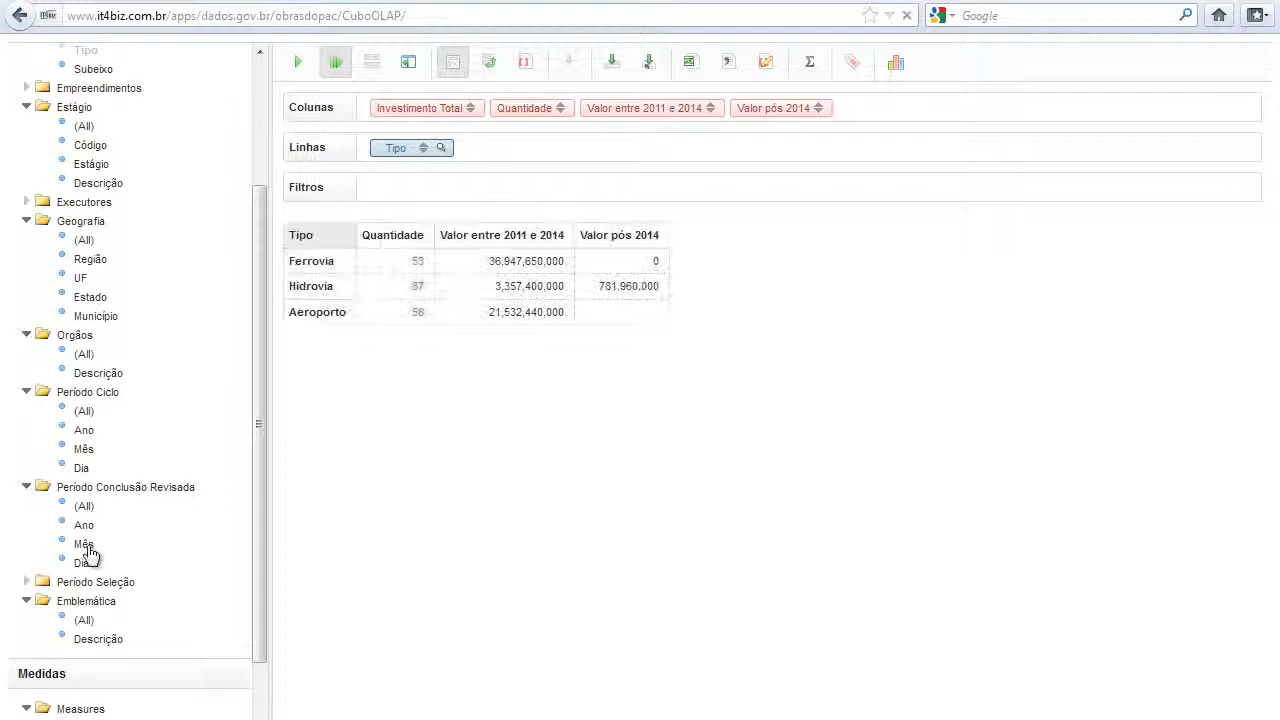 www.it4biz.com.br/apps/dados.gov.br/obrasdopac/CuboOLAP/
Google
Tipo
Subeixo
Empreendimentos
Estágio
(All)
Código
Estágio
Descrição
Executores
Geografia
(All)
Região
UF
Estado
Município
Orgãos
(All)
Descrição
Período Ciclo
(All)
Ano
Mês
Dia
Período Conclusão Revisada
(All)
Ano
Mês
Dia
Período Seleção
Emblemática
(All)
Descrição
Medidas
Measures
Colunas Investimento Total Quantidade Valor entre 2011 e 2014 Valor pós 2014
Linhas Tipo
Filtros
Tipo Quantidade Valor entre 2011 e 2014 Valor pós 2014
Ferrovia 53 36,947,650,000 0
Hidrovia 87 3,357,400,000 781,960,000
Aeroporto 58 21,532,440,000